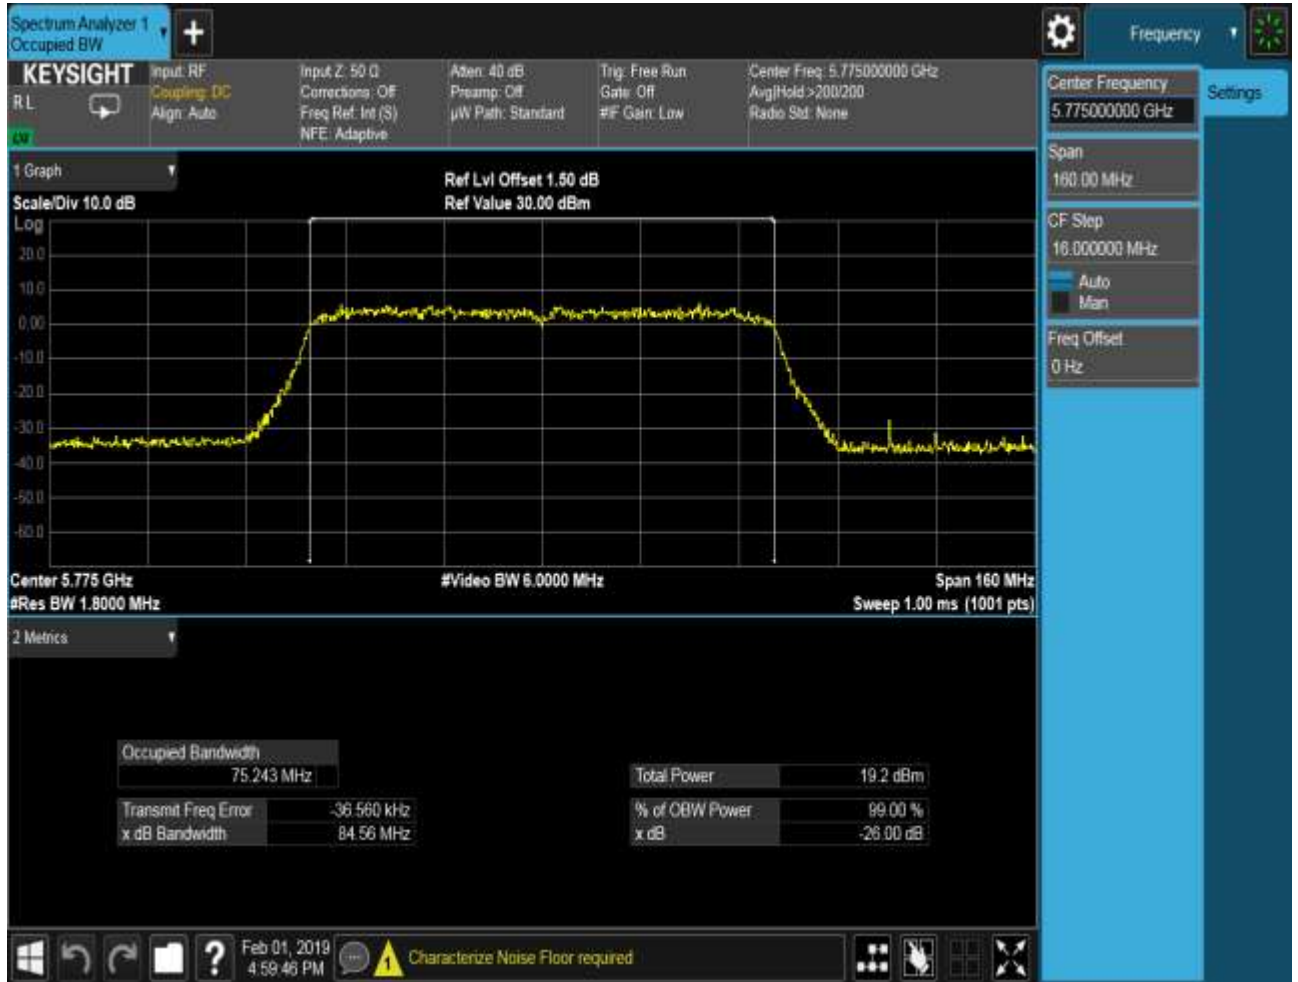 Spectrum Analyzer 1
Occupied BW
+
Frequency
KEYSIGHT
R L
Input: RF
Coupling: DC
Align: Auto
Input Z: 50 Ω
Corrections: Off
Freq Ref: Int (S)
NFE: Adaptive
Atten: 40 dB
Preamp: Off
µW Path: Standard
Trig: Free Run
Gate: Off
#IF Gain: Low
Center Freq: 5.775000000 GHz
Avg|Hold:>200/200
Radio Std: None
Center Frequency
5.775000000 GHz
Settings
Span
160.00 MHz
CF Step
16.000000 MHz
Auto
Man
Freq Offset
0 Hz
1 Graph
Scale/Div 10.0 dB
Ref Lvl Offset 1.50 dB
Ref Value 30.00 dBm
Log
20.0
10.0
0.00
-10.0
-20.0
-30.0
-40.0
-50.0
-60.0
Center 5.775 GHz
#Video BW 6.0000 MHz
Span 160 MHz
#Res BW 1.8000 MHz
Sweep 1.00 ms (1001 pts)
2 Metrics
Occupied Bandwidth
75.243 MHz
Total Power 19.2 dBm
Transmit Freq Error -36.560 kHz
% of OBW Power 99.00 %
x dB Bandwidth 84.56 MHz
x dB -26.00 dB
?
Feb 01, 2019
4:59:46 PM
1
Characterize Noise Floor required